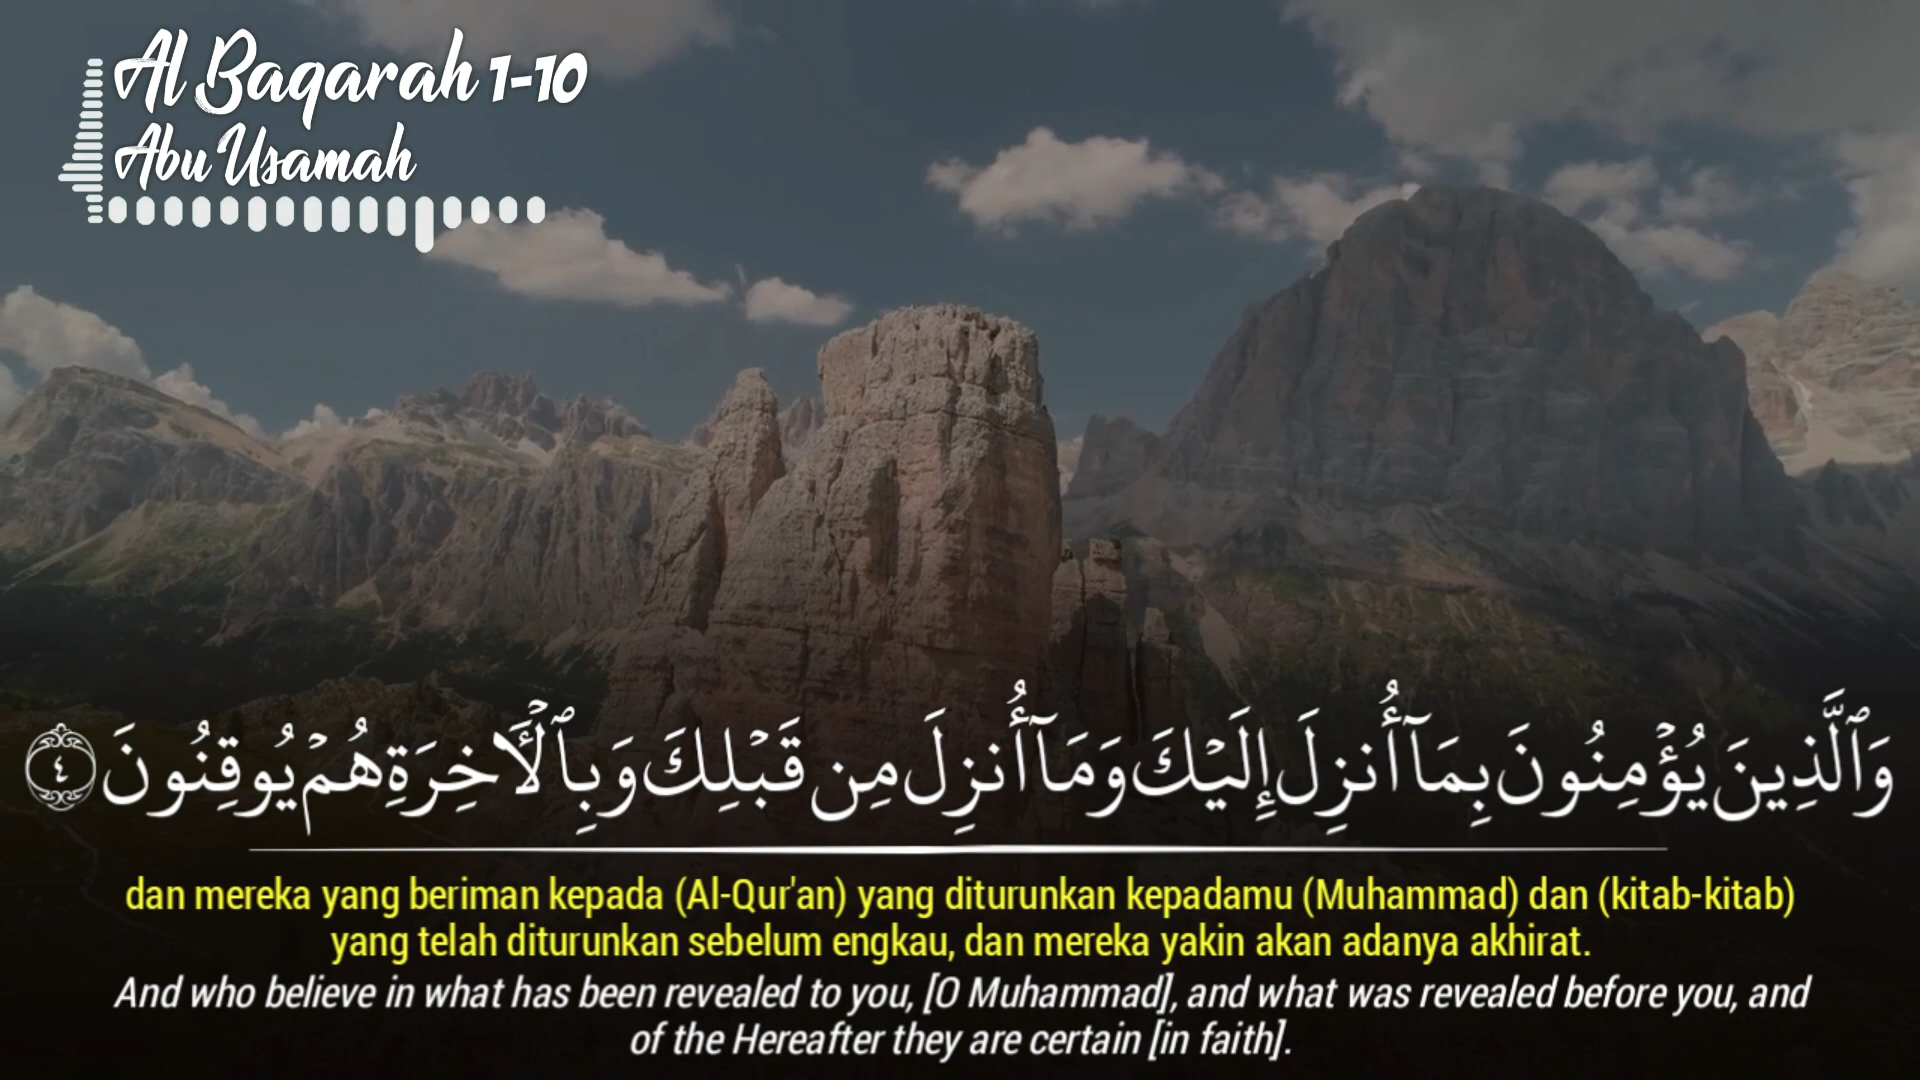 Al Baqarah 1-10
Abu Usamah
وَٱلَّذِينَ يُؤۡمِنُونَ بِمَآ أُنزِلَ إِلَيۡكَ وَمَآ أُنزِلَ مِن قَبۡلِكَ وَبِٱلۡأَخِرَةِ هُمۡ يُوقِنُونَ ٤
dan mereka yang beriman kepada (Al-Qur'an) yang diturunkan kepadamu (Muhammad) dan (kitab-kitab)
yang telah diturunkan sebelum engkau, dan mereka yakin akan adanya akhirat.
And who believe in what has been revealed to you, [O Muhammad], and what was revealed before you, and
of the Hereafter they are certain [in faith].